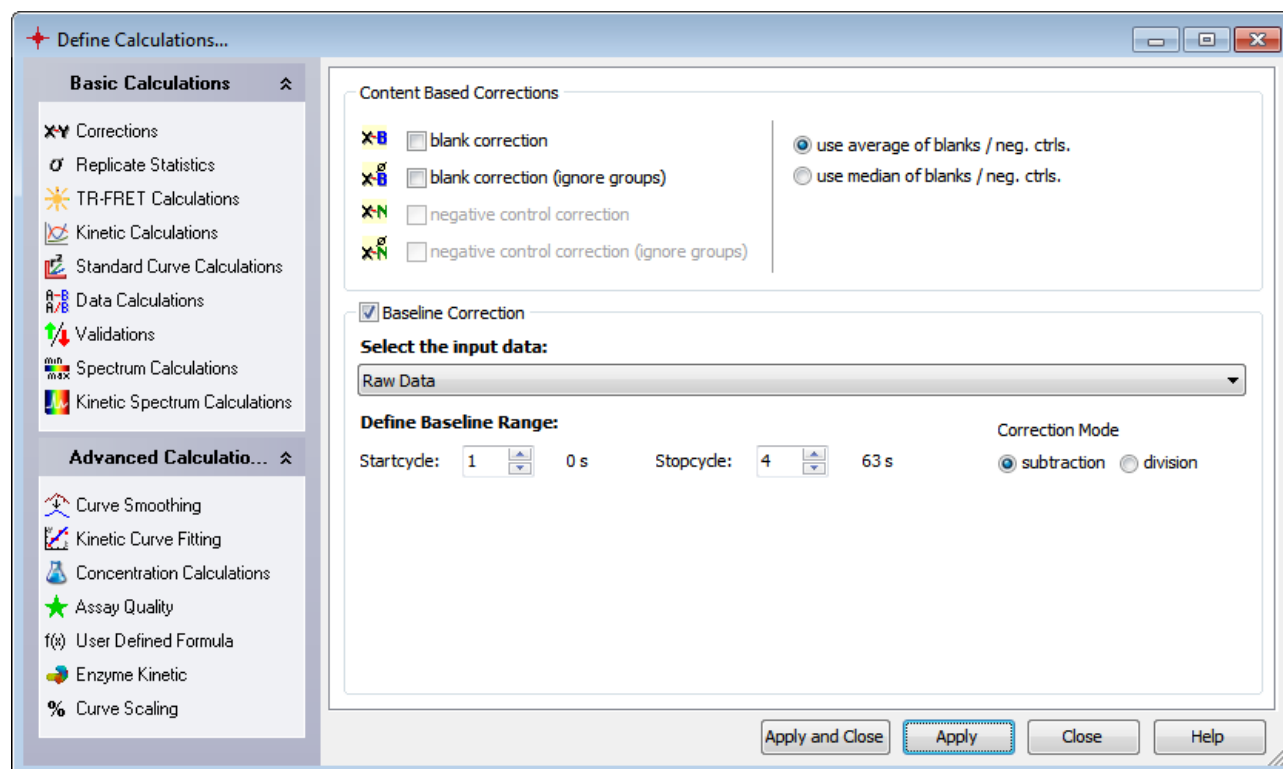 Define Calculations...
Basic Calculations
X-Y Corrections
σ Replicate Statistics
TR-FRET Calculations
Kinetic Calculations
Standard Curve Calculations
A-B A/B Data Calculations
Validations
min max Spectrum Calculations
Kinetic Spectrum Calculations
Advanced Calculatio...
Curve Smoothing
Kinetic Curve Fitting
Concentration Calculations
Assay Quality
f(x) User Defined Formula
Enzyme Kinetic
% Curve Scaling
Content Based Corrections
X-B blank correction
X-B blank correction (ignore groups)
X-N negative control correction
X-N negative control correction (ignore groups)
use average of blanks / neg. ctrls.
use median of blanks / neg. ctrls.
Baseline Correction
Select the input data:
Raw Data
Define Baseline Range:
Startcycle: 1 0 s Stopcycle: 4 63 s
Correction Mode
subtraction division
Apply and Close Apply Close Help